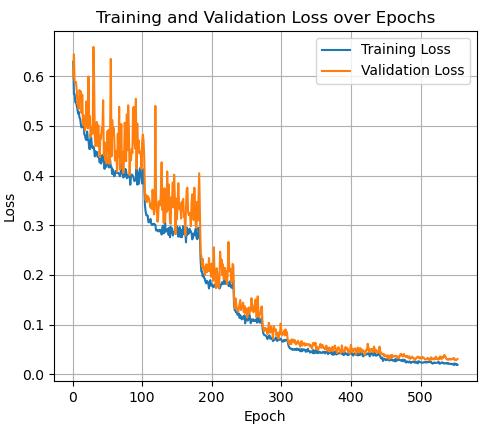 Training and Validation Loss over Epochs
Training Loss
Validation Loss
0.6
0.5
0.4
0.3
0.2
0.1
0.0
Loss
0 100 200 300 400 500
Epoch